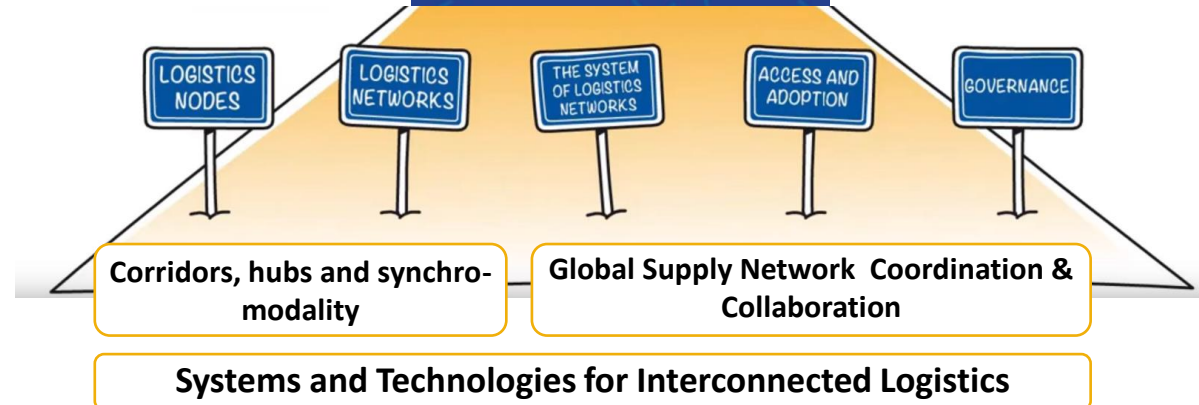 LOGISTICS
NODES
LOGISTICS
NETWORKS
THE SYSTEM
OF LOGISTICS
NETWORKS
ACCESS AND
ADOPTION
GOVERNANCE
Corridors, hubs and synchro-
modality
Global Supply Network Coordination &
Collaboration
Systems and Technologies for Interconnected Logistics